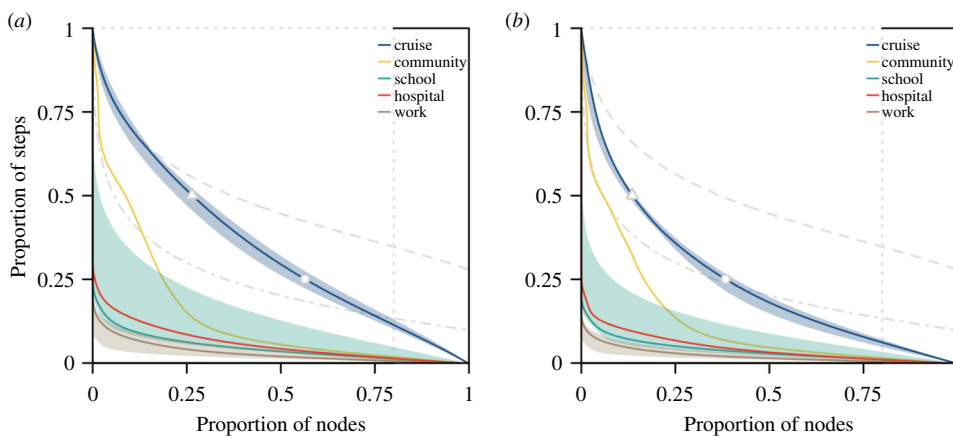 (a)
1
0.75
0.5
0.25
0
Proportion of steps
cruise
community
school
hospital
work
0 0.25 0.5 0.75 1
Proportion of nodes
(b)
1
0.75
0.5
0.25
0
cruise
community
school
hospital
work
0 0.25 0.5 0.75
Proportion of nodes